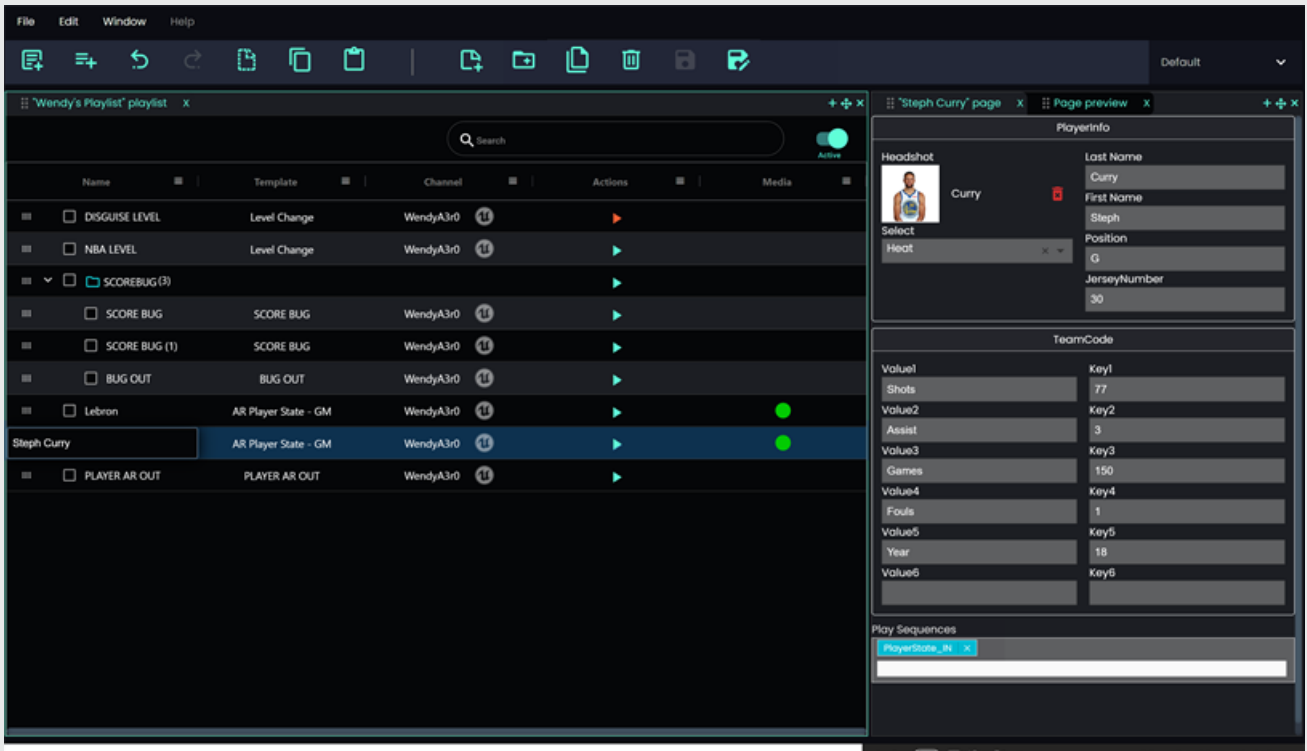 File Edit Window Help
Default
"Wendy's Playlist" playlist x
Search
Active
Name Template Channel Actions Media
DISGUISE LEVEL Level Change WendyA3r0
NBA LEVEL Level Change WendyA3r0
SCOREBUG (3)
SCORE BUG SCORE BUG WendyA3r0
SCORE BUG (1) SCORE BUG WendyA3r0
BUG OUT BUG OUT WendyA3r0
Lebron AR Player State - GM WendyA3r0
Steph Curry AR Player State - GM WendyA3r0
PLAYER AR OUT PLAYER AR OUT WendyA3r0
"Steph Curry" page x Page preview x
PlayerInfo
Headshot
Curry
Select
Heat
Last Name
Curry
First Name
Steph
Position
G
JerseyNumber
30
TeamCode
Value1 Key1
Shots 77
Value2 Key2
Assist 3
Value3 Key3
Games 150
Value4 Key4
Fouls 1
Value5 Key5
Year 18
Value6 Key6
Play Sequences
PlayerState_IN x